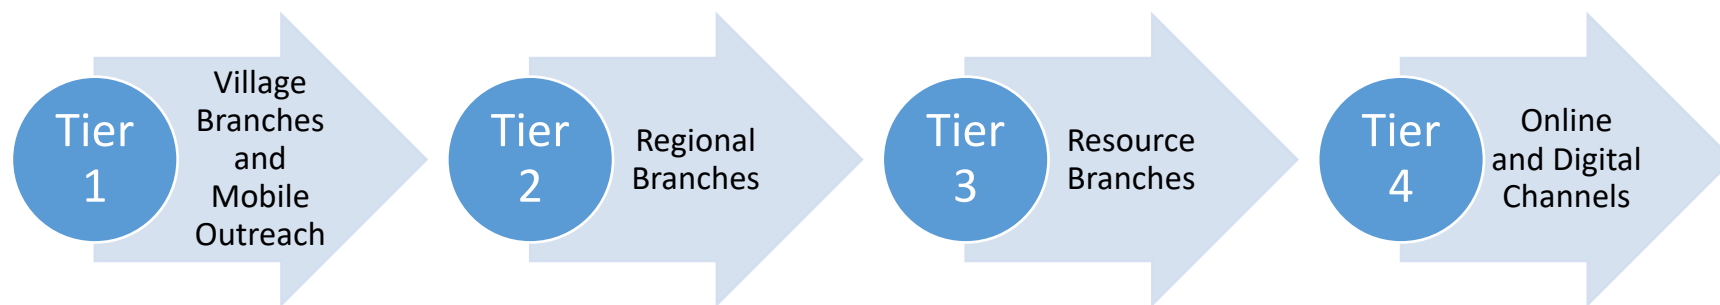 Tier
1
Village
Branches
and
Mobile
Outreach
Tier
2
Regional
Branches
Tier
3
Resource
Branches
Tier
4
Online
and Digital
Channels